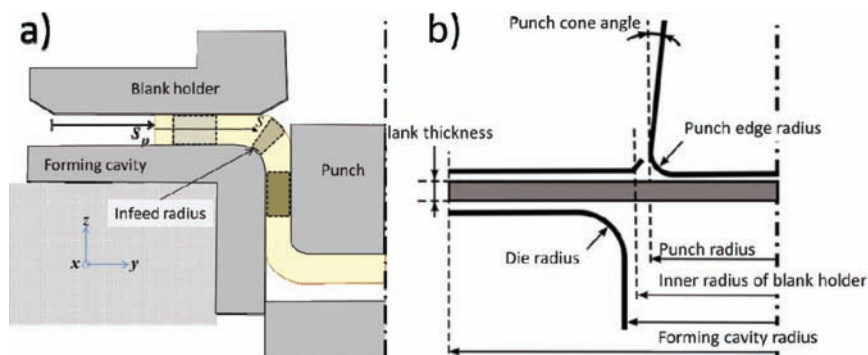 a)
Blank holder
S
Sp
Forming cavity
Punch
Infeed radius
z
x
y
b)
Punch cone angle
lank thickness
Punch edge radius
Die radius
Punch radius
Inner radius of blank holder
Forming cavity radius